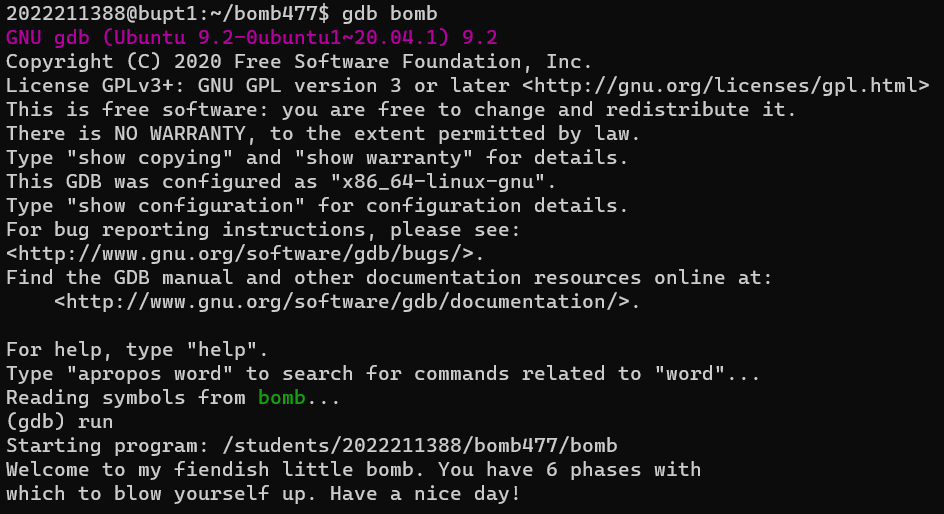 2022211388@bupt1:~/bomb477$ gdb bomb
GNU gdb (Ubuntu 9.2-0ubuntu1~20.04.1) 9.2
Copyright (C) 2020 Free Software Foundation, Inc.
License GPLv3+: GNU GPL version 3 or later <http://gnu.org/licenses/gpl.html>
This is free software: you are free to change and redistribute it.
There is NO WARRANTY, to the extent permitted by law.
Type "show copying" and "show warranty" for details.
This GDB was configured as "x86_64-linux-gnu".
Type "show configuration" for configuration details.
For bug reporting instructions, please see:
<http://www.gnu.org/software/gdb/bugs/>.
Find the GDB manual and other documentation resources online at:
    <http://www.gnu.org/software/gdb/documentation/>.

For help, type "help".
Type "apropos word" to search for commands related to "word"...
Reading symbols from bomb...
(gdb) run
Starting program: /students/2022211388/bomb477/bomb
Welcome to my fiendish little bomb. You have 6 phases with
which to blow yourself up. Have a nice day!